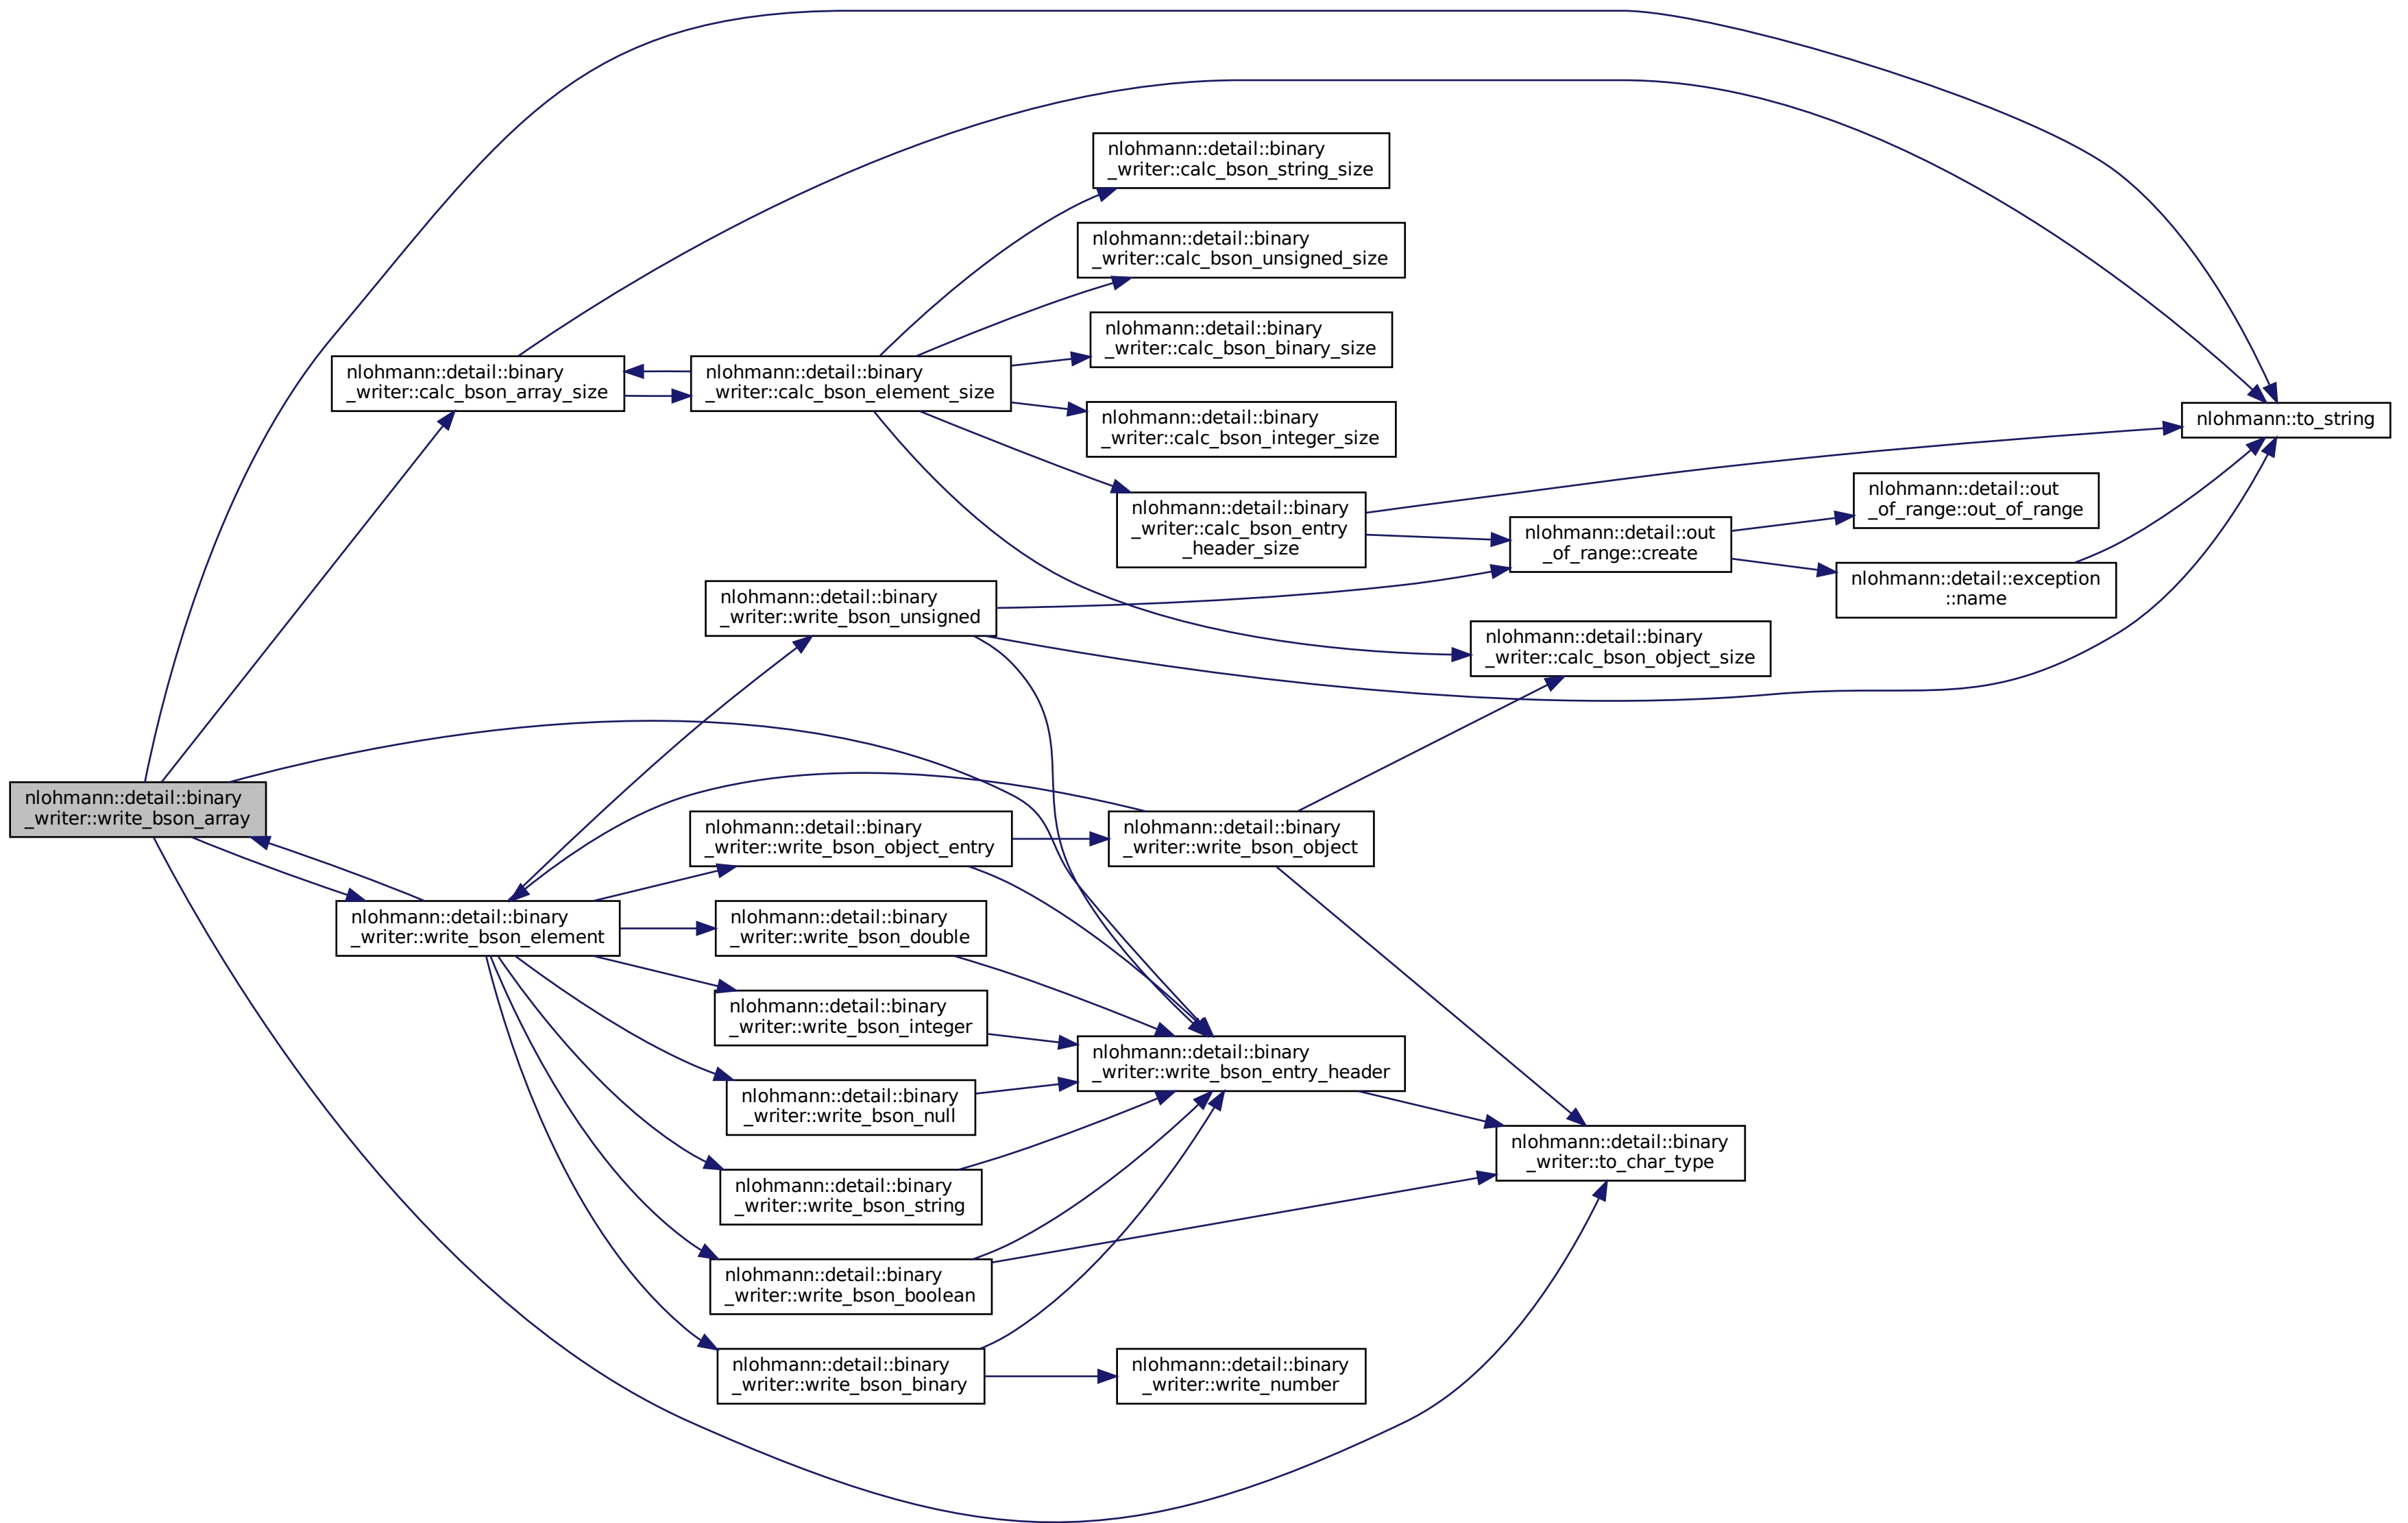 nlohmann::detail::binary
_writer::calc_bson_string_size
nlohmann::detail::binary
_writer::calc_bson_unsigned_size
nlohmann::detail::binary
_writer::calc_bson_binary_size
nlohmann::detail::binary
_writer::calc_bson_array_size
nlohmann::detail::binary
_writer::calc_bson_element_size
nlohmann::detail::binary
_writer::calc_bson_integer_size
nlohmann::to_string
nlohmann::detail::binary
_writer::calc_bson_entry
_header_size
nlohmann::detail::out
_of_range::out_of_range
nlohmann::detail::out
_of_range::create
nlohmann::detail::exception
::name
nlohmann::detail::binary
_writer::write_bson_unsigned
nlohmann::detail::binary
_writer::calc_bson_object_size
nlohmann::detail::binary
_writer::write_bson_array
nlohmann::detail::binary
_writer::write_bson_object_entry
nlohmann::detail::binary
_writer::write_bson_object
nlohmann::detail::binary
_writer::write_bson_element
nlohmann::detail::binary
_writer::write_bson_double
nlohmann::detail::binary
_writer::write_bson_integer
nlohmann::detail::binary
_writer::write_bson_entry_header
nlohmann::detail::binary
_writer::write_bson_null
nlohmann::detail::binary
_writer::to_char_type
nlohmann::detail::binary
_writer::write_bson_string
nlohmann::detail::binary
_writer::write_bson_boolean
nlohmann::detail::binary
_writer::write_bson_binary
nlohmann::detail::binary
_writer::write_number